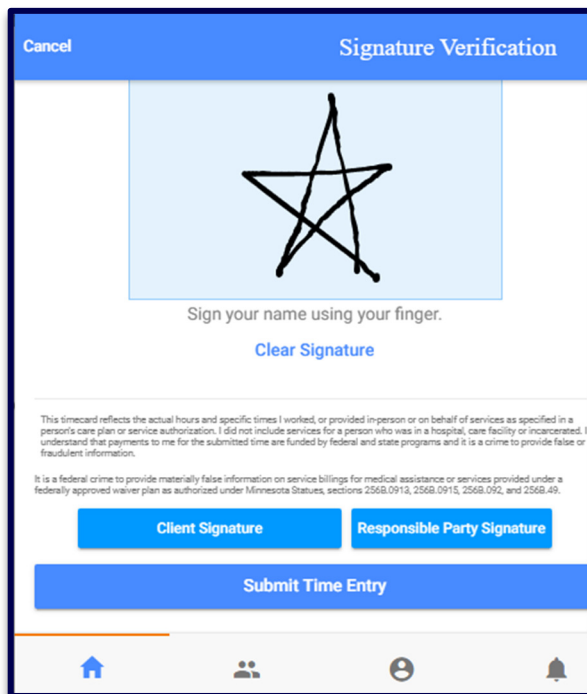 Cancel
Signature Verification
Sign your name using your finger.
Clear Signature
This timecard reflects the actual hours and specific times I worked, or provided in-person or on behalf of services as specified in a
person's care plan or service authorization. I did not include services for a person who was in a hospital, care facility or incarcerated. I
understand that payments to me for the submitted time are funded by federal and state programs and it is a crime to provide false or
fraudulent information.
It is a federal crime to provide materially false information on service billings for medical assistance or services provided under a
federally approved waiver plan as authorized under Minnesota Statues, sections 256B.0913, 256B.0915, 256B.092, and 256B.49.
Client Signature
Responsible Party Signature
Submit Time Entry